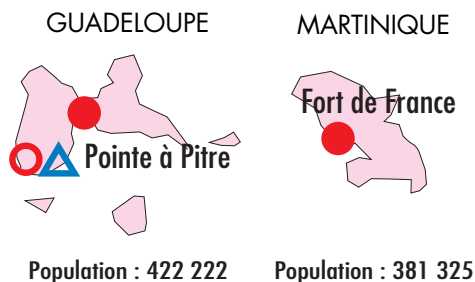 GUADELOUPE
MARTINIQUE
Fort de France
Pointe à Pitre
Population : 422 222
Population : 381 325